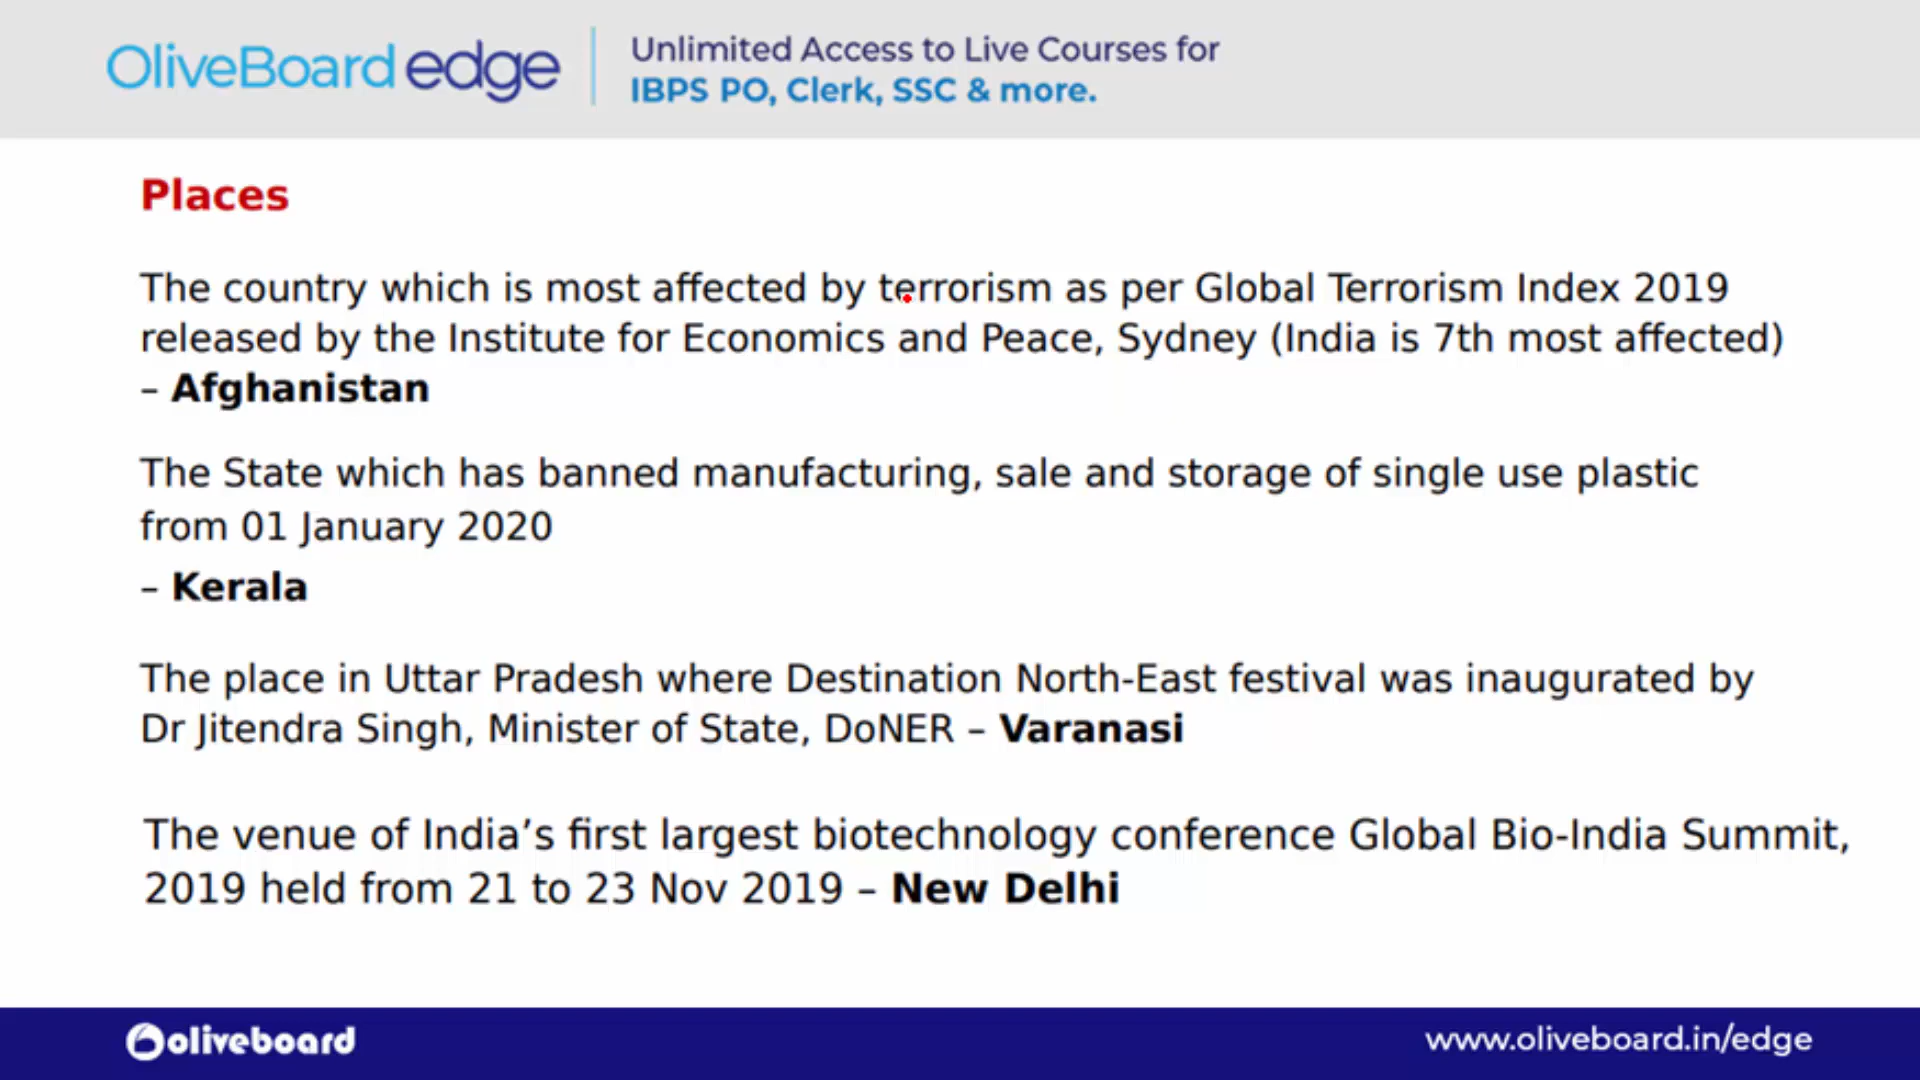 OliveBoard edge
Unlimited Access to Live Courses for
IBPS PO, Clerk, SSC & more.
Places
The country which is most affected by terrorism as per Global Terrorism Index 2019
released by the Institute for Economics and Peace, Sydney (India is 7th most affected)
– Afghanistan
The State which has banned manufacturing, sale and storage of single use plastic
from 01 January 2020
– Kerala
The place in Uttar Pradesh where Destination North-East festival was inaugurated by
Dr Jitendra Singh, Minister of State, DoNER – Varanasi
The venue of India’s first largest biotechnology conference Global Bio-India Summit,
2019 held from 21 to 23 Nov 2019 – New Delhi
oliveboard
www.oliveboard.in/edge